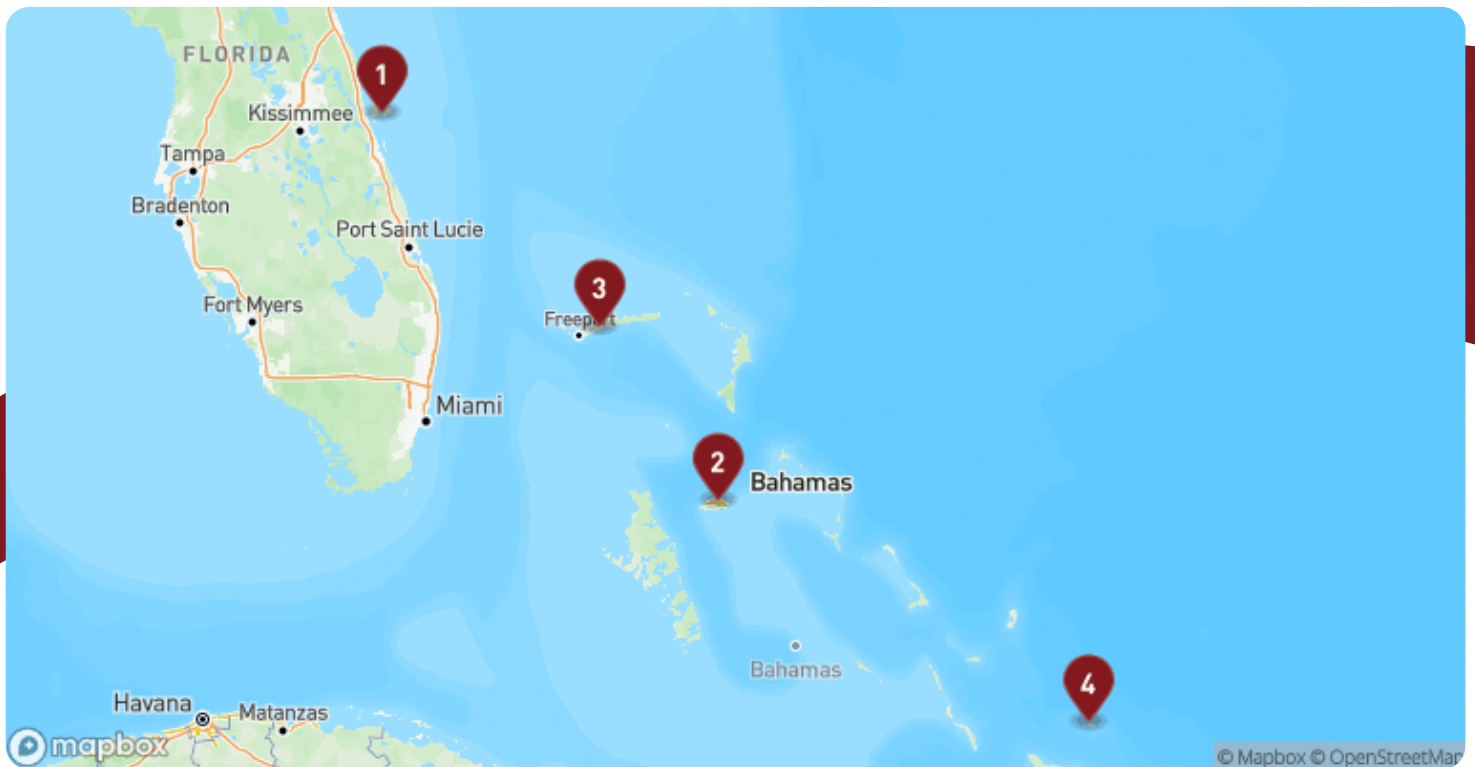 FLORIDA
1
Kissimmee
Tampa
Bradenton
Port Saint Lucie
3
Fort Myers
Freeport
Miami
2
Bahamas
Bahamas
4
Havana
Matanzas
mapbox
© Mapbox © OpenStreetMap